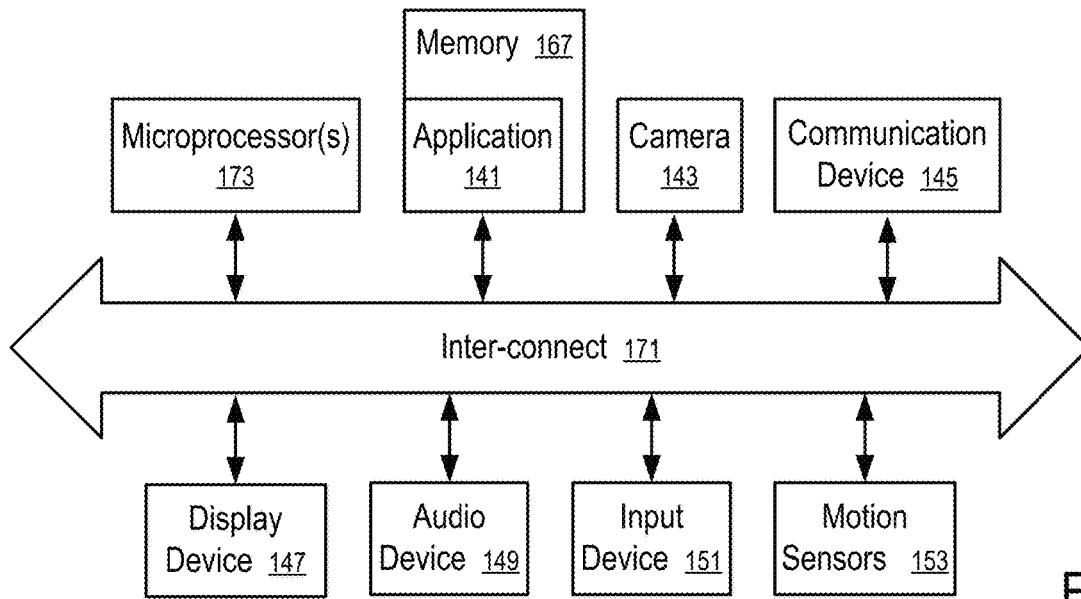 Memory 167
Microprocessor(s)
173
Application
141
Camera
143
Communication
Device 145
Inter-connect 171
Display
Device 147
Audio
Device 149
Input
Device 151
Motion
Sensors 153